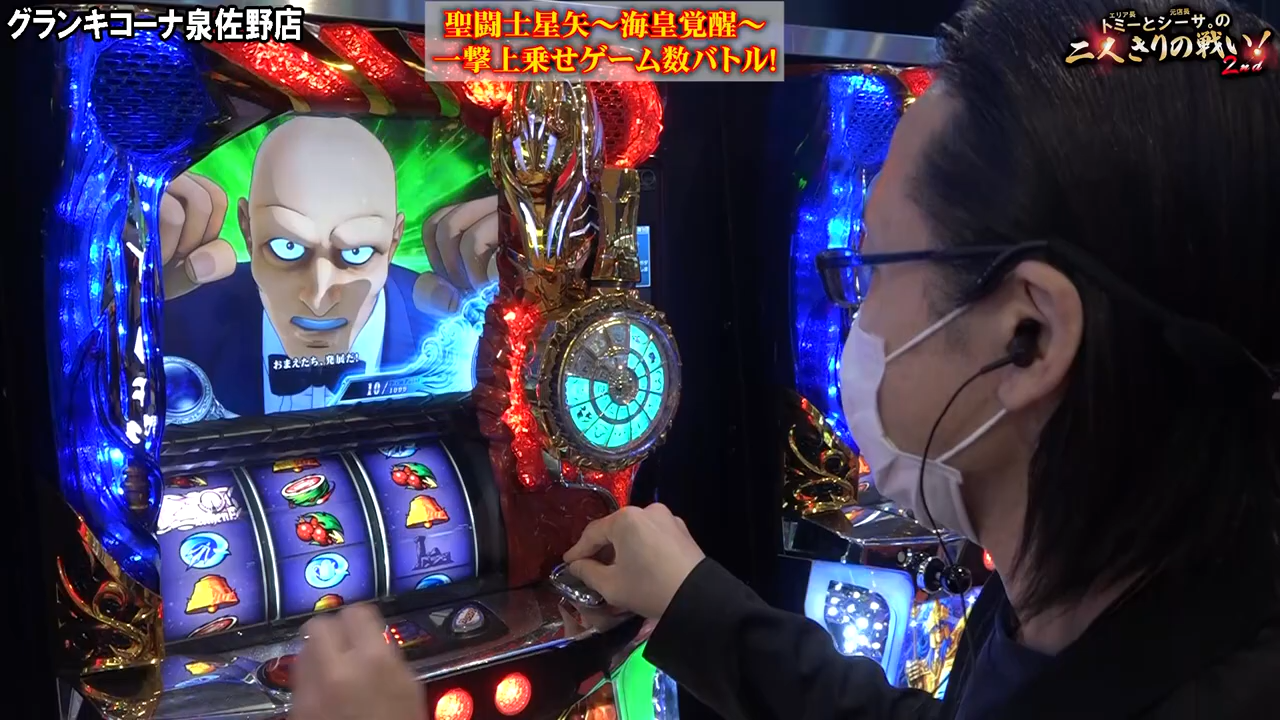 グランキコーナ泉佐野店
聖闘士星矢～海皇覚醒～
一撃上乗せゲーム数バトル!
エリア長 元店長
トミーとシーサ。の
二人きりの戦い!
2nd
おまえたち、発展だ!
10/